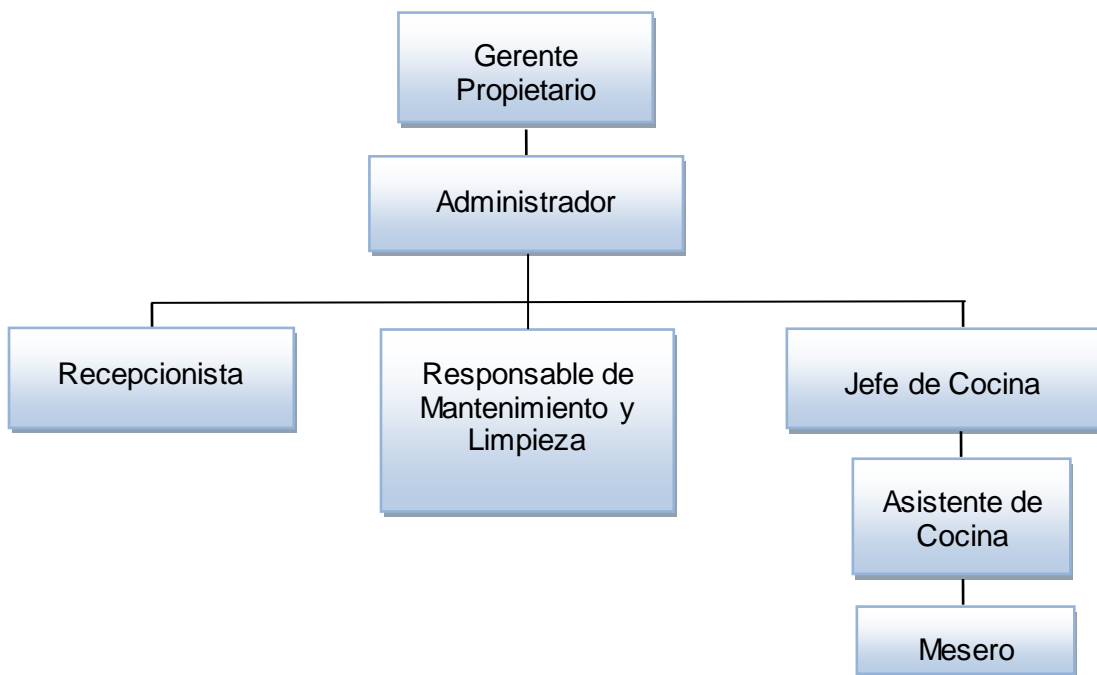 Gerente
Propietario
Administrador
Recepcionista
Responsable de
Mantenimiento y
Limpieza
Jefe de Cocina
Asistente de
Cocina
Mesero